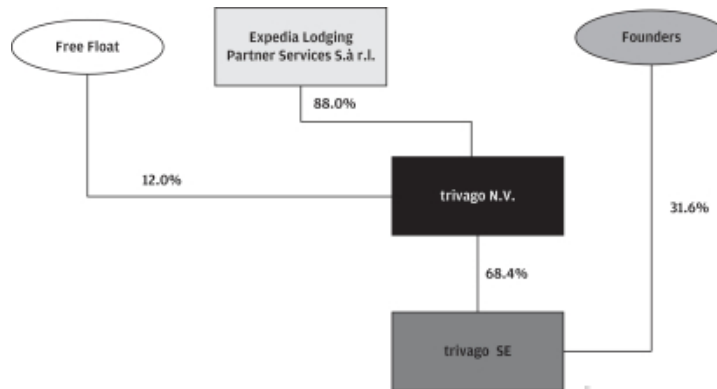 Free Float
Expedia Lodging
Partner Services S.à r.l.
Founders
88.0%
12.0%
trivago N.V.
31.6%
68.4%
trivago SE